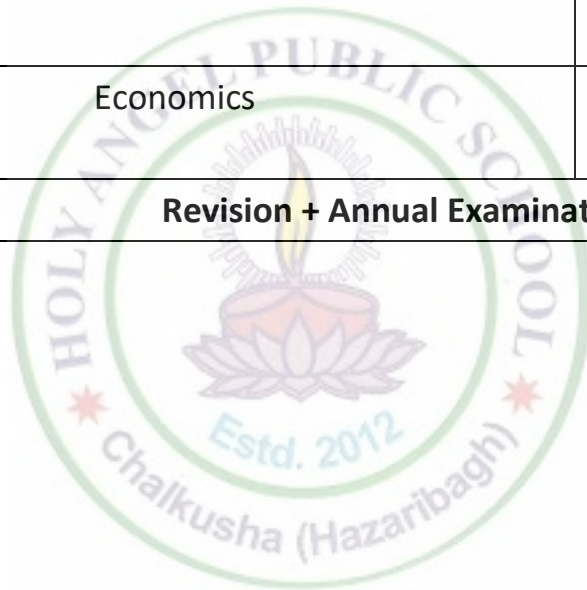 Economics
Revision + Annual Examinat
HOLY ANGEL PUBLIC SCHOOL
Estd. 2012
Chalkusha (Hazaribagh)